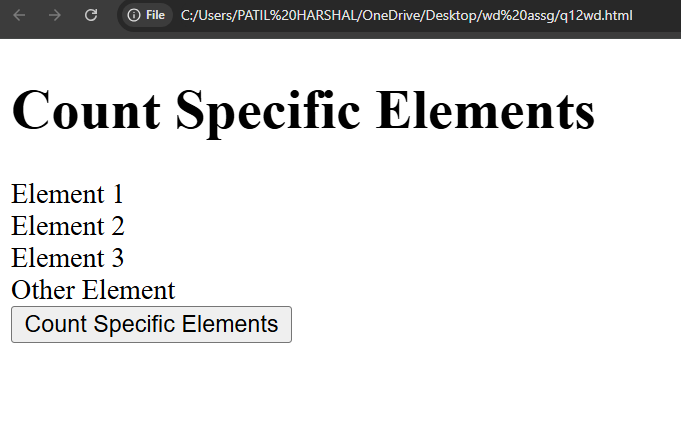 File C:/Users/PATIL%20HARSHAL/OneDrive/Desktop/wd%20assg/q12wd.html
Count Specific Elements
Element 1
Element 2
Element 3
Other Element
Count Specific Elements